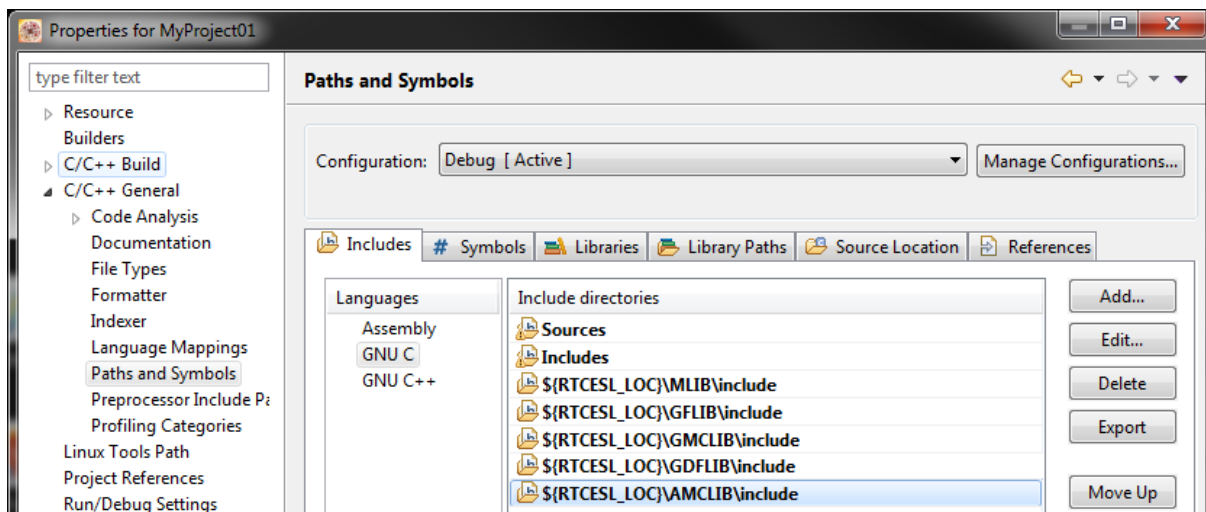 Properties for MyProject01
type filter text
Resource
Builders
C/C++ Build
C/C++ General
Code Analysis
Documentation
File Types
Formatter
Indexer
Language Mappings
Paths and Symbols
Preprocessor Include Pa
Profiling Categories
Linux Tools Path
Project References
Run/Debug Settings
Paths and Symbols
Configuration: Debug [ Active ] Manage Configurations...
Includes # Symbols Libraries Library Paths Source Location References
Languages
Assembly
GNU C
GNU C++
Include directories
Sources
Includes
${RTCESL_LOC}\MLIB\include
${RTCESL_LOC}\GFLIB\include
${RTCESL_LOC}\GMCLIB\include
${RTCESL_LOC}\GDFLIB\include
${RTCESL_LOC}\AMCLIB\include
Add...
Edit...
Delete
Export
Move Up